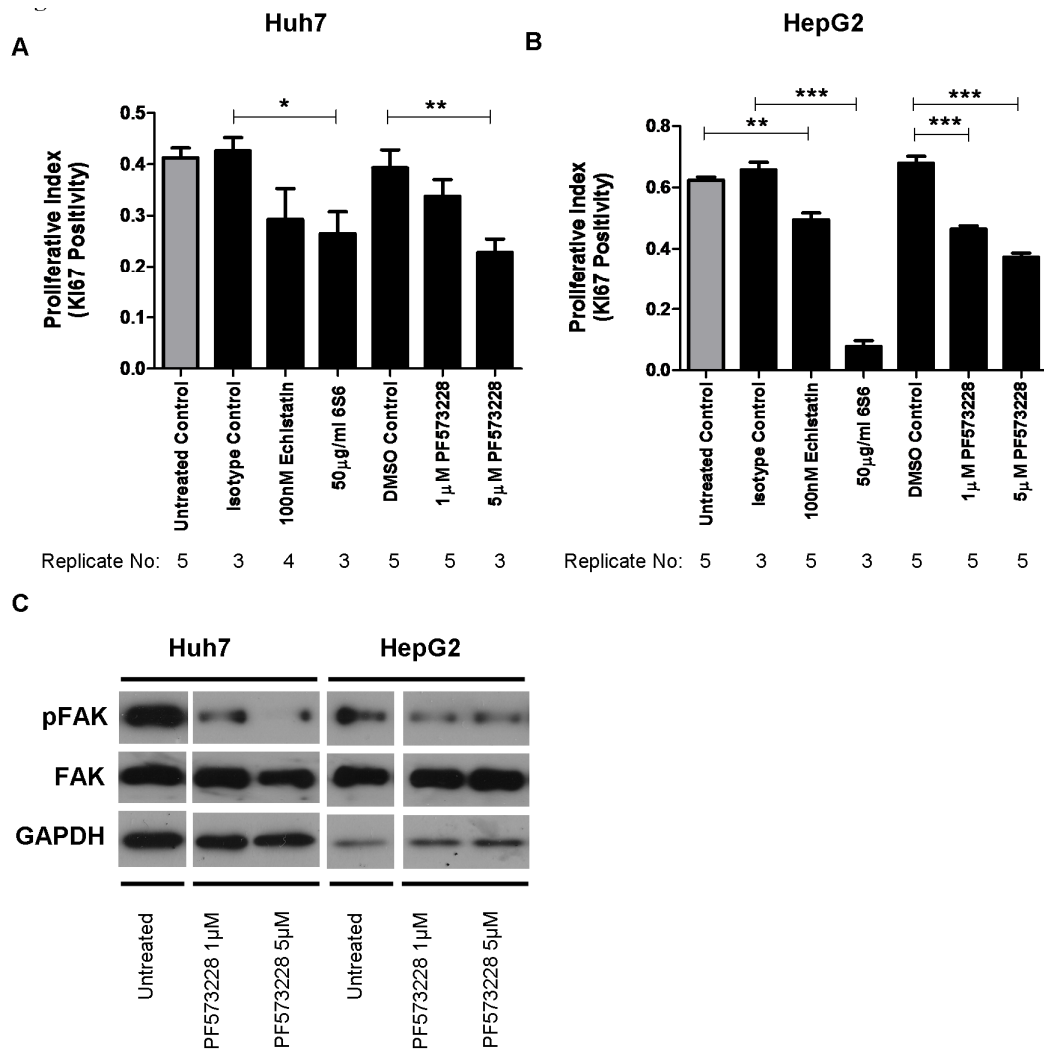 Huh7
A
Proliferative Index
(KI67 Positivity)
0.5
0.4
0.3
0.2
0.1
0.0
*
**
Untreated Control
Isotype Control
100nM Echistatin
50μg/ml 6S6
DMSO Control
1μM PF573228
5μM PF573228
Replicate No: 5 3 4 3 5 5 3
HepG2
B
Proliferative Index
(KI67 Positivity)
0.8
0.6
0.4
0.2
0.0
***
**
***
***
Untreated Control
Isotype Control
100nM Echistatin
50μg/ml 6S6
DMSO Control
1μM PF573228
5μM PF573228
Replicate No: 5 3 5 3 5 5 5
C
Huh7 HepG2
pFAK
FAK
GAPDH
Untreated
PF573228 1μM
PF573228 5μM
Untreated
PF573228 1μM
PF573228 5μM